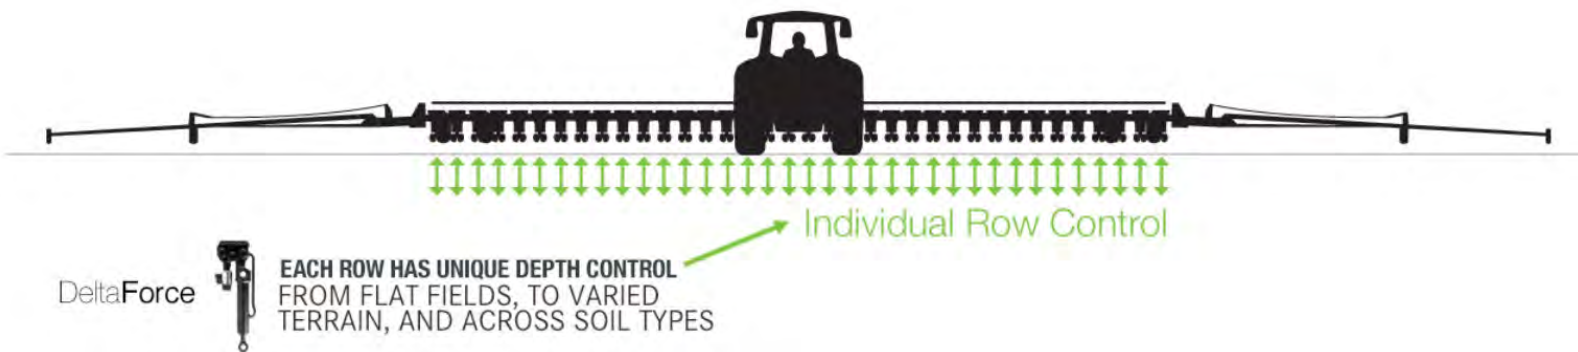 Individual Row Control
DeltaForce
EACH ROW HAS UNIQUE DEPTH CONTROL
FROM FLAT FIELDS, TO VARIED
TERRAIN, AND ACROSS SOIL TYPES